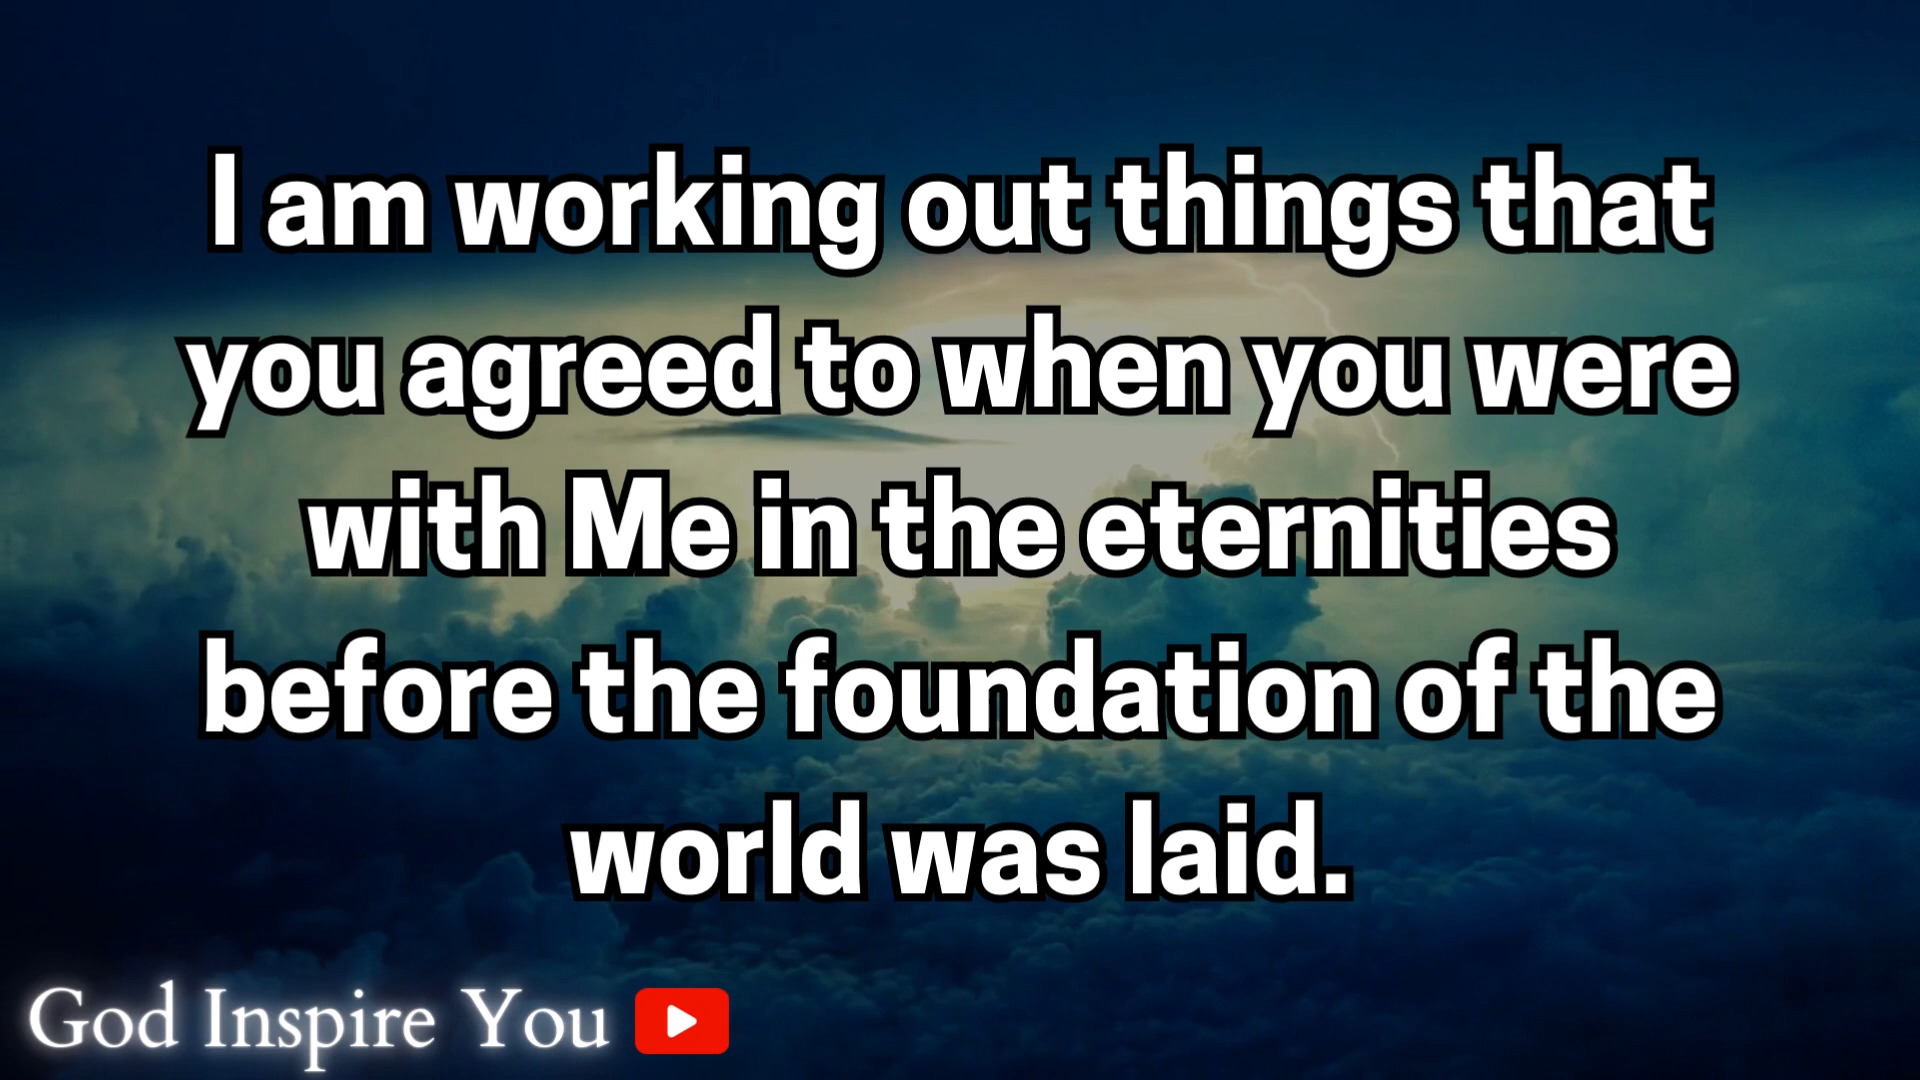 I am working out things that
you agreed to when you were
with Me in the eternities
before the foundation of the
world was laid.
God Inspire You